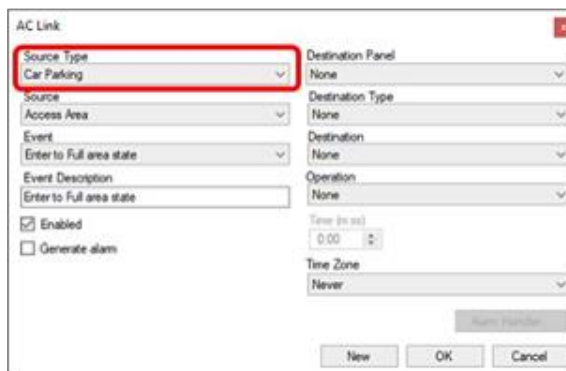 AC Link
Source Type
Car Parking
Source
Access Area
Event
Enter to Full area state
Event Description
Enter to Full area state
Enabled
Generate alarm
Destination Panel
None
Destination Type
None
Destination
None
Operation
None
Time (m:ss)
0:00
Time Zone
Never
Alarm Handler...
New
OK
Cancel